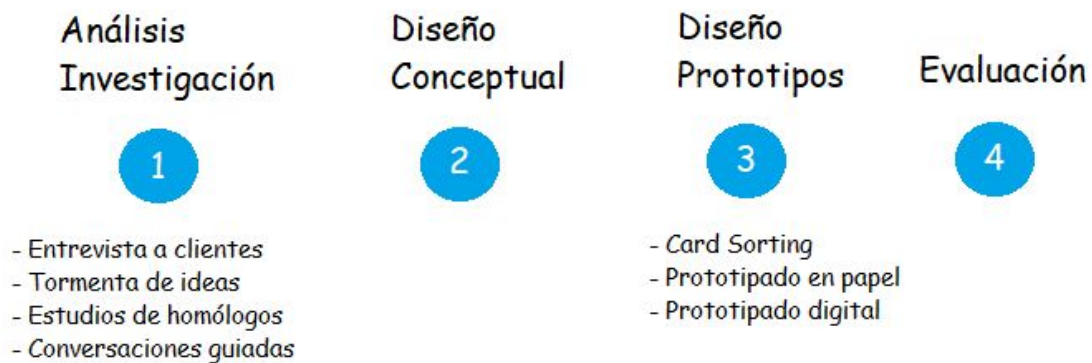 Análisis
Investigación
1
- Entrevista a clientes
- Tormenta de ideas
- Estudios de homólogos
- Conversaciones guiadas
Diseño
Conceptual
2
Diseño
Prototipos
3
- Card Sorting
- Prototipado en papel
- Prototipado digital
Evaluación
4